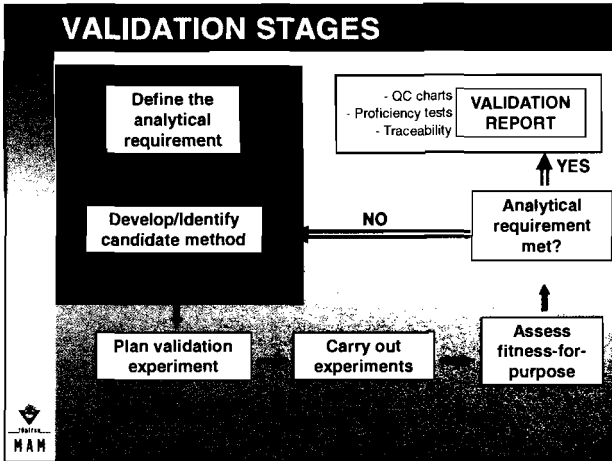 VALIDATION STAGES
Define the
analytical
requirement
- QC charts
- Proficiency tests
- Traceability
VALIDATION
REPORT
YES
Develop/Identify
candidate method
NO
Analytical
requirement
met?
Plan validation
experiment
Carry out
experiments
Assess
fitness-for-
purpose
MAM